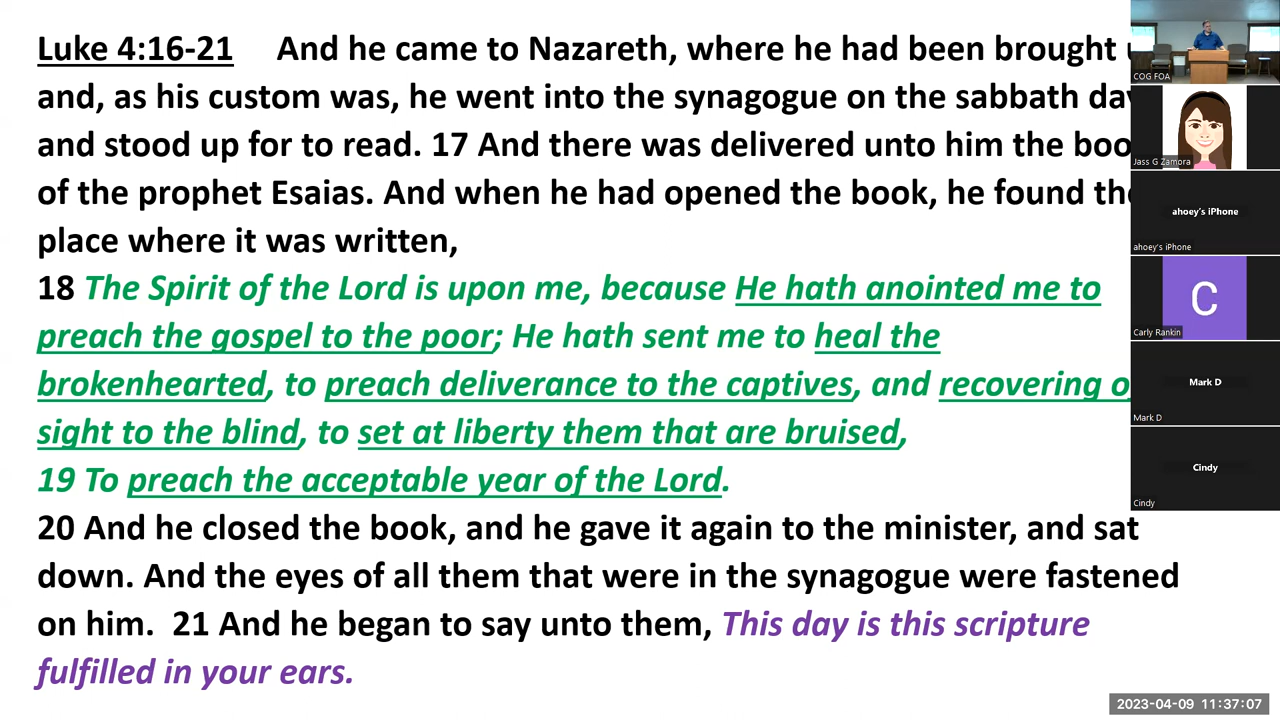 Luke 4:16-21 And he came to Nazareth, where he had been brought
and, as his custom was, he went into the synagogue on the sabbath day
and stood up for to read. 17 And there was delivered unto him the boo
of the prophet Esaias. And when he had opened the book, he found the
place where it was written,
18 The Spirit of the Lord is upon me, because He hath anointed me to
preach the gospel to the poor; He hath sent me to heal the
brokenhearted, to preach deliverance to the captives, and recovering o
sight to the blind, to set at liberty them that are bruised,
19 To preach the acceptable year of the Lord.
20 And he closed the book, and he gave it again to the minister, and sat
down. And the eyes of all them that were in the synagogue were fastened
on him. 21 And he began to say unto them, This day is this scripture
fulfilled in your ears.
COG FOA
Jass G Zamora
ahoey's iPhone
ahoey's iPhone
C
Carly Rankin
Mark D
Mark D
Cindy
Cindy
2023-04-09 11:37:07